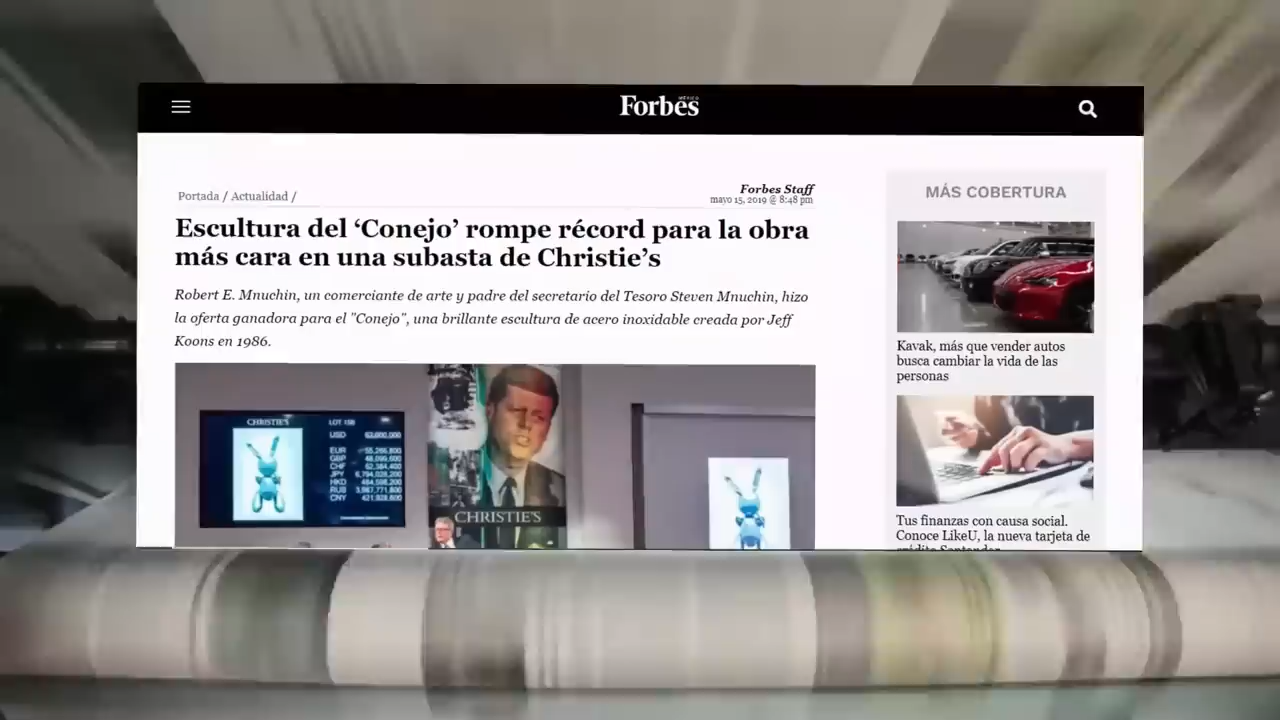 MÉXICO
Forbes
Portada / Actualidad /
Forbes Staff
mayo 15, 2019 @ 8:48 pm
Escultura del ‘Conejo’ rompe récord para la obra
más cara en una subasta de Christie’s
Robert E. Mnuchin, un comerciante de arte y padre del secretario del Tesoro Steven Mnuchin, hizo
la oferta ganadora para el "Conejo", una brillante escultura de acero inoxidable creada por Jeff
Koons en 1986.
CHRISTIE'S
LOT 15B
USD
EUR
GBP
CHF
JPY
HKD
RUB
CNY
CHRISTIE'S
MÁS COBERTURA
Kavak, más que vender autos
busca cambiar la vida de las
personas
Tus finanzas con causa social.
Conoce LikeU, la nueva tarjeta de
crédito Santander